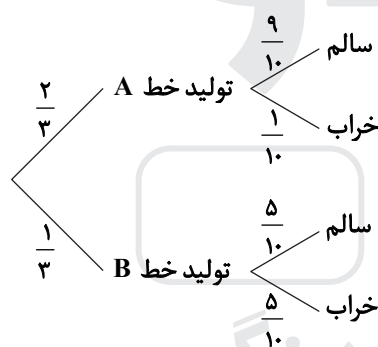 ۹/۱۰ سالم
۲/۳ تولید خط A
۱/۱۰ خراب
۵/۱۰ سالم
۱/۳ تولید خط B
۵/۱۰ خراب